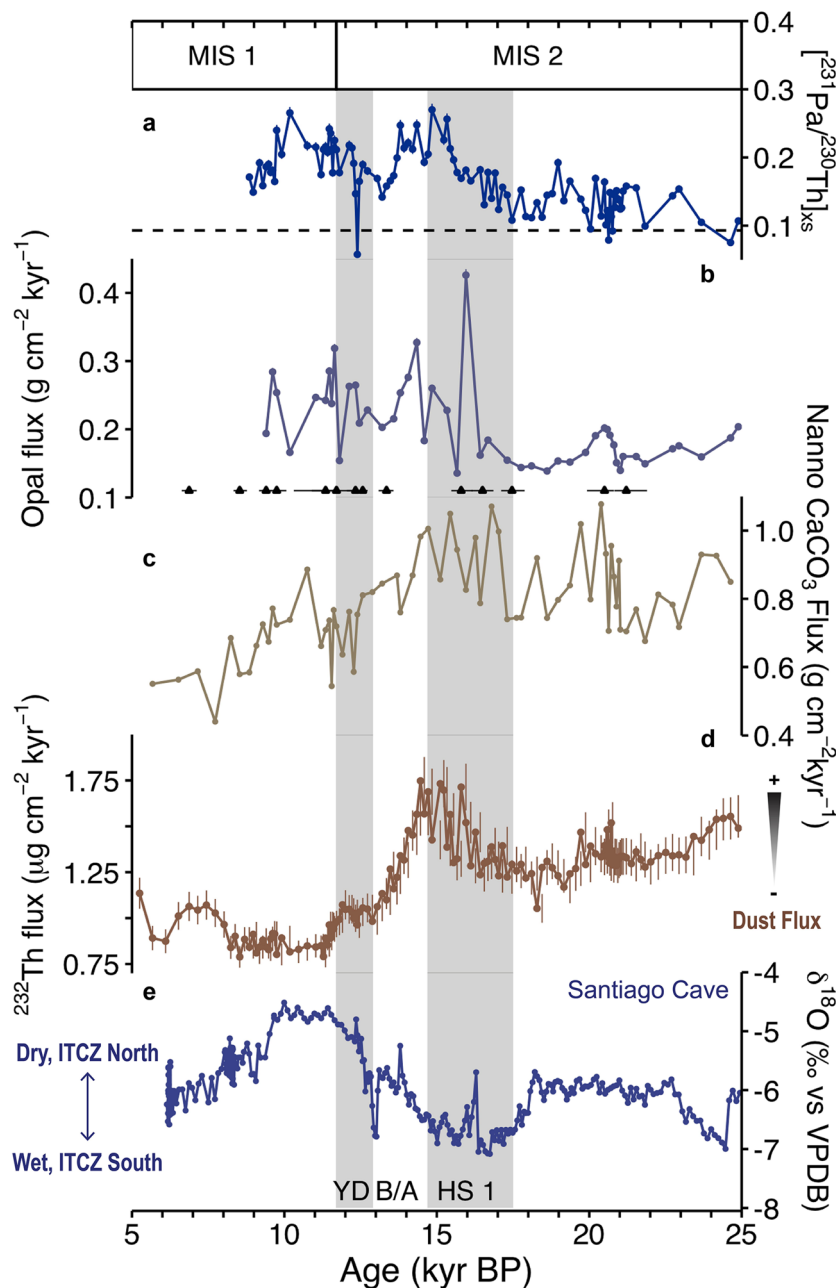 MIS 1
MIS 2
0.4
0.3
0.2
0.1
[²³¹Pa/²³⁰Th]ₓₛ
a
b
0.4
0.3
0.2
0.1
Opal flux (g cm⁻² kyr⁻¹)
c
1.0
0.8
0.6
0.4
Nanno CaCO₃ Flux (g cm⁻²kyr⁻¹)
d
1.75
1.25
0.75
²³²Th flux (µg cm⁻² kyr⁻¹)
+
-
Dust Flux
e
Santiago Cave
-4
-5
-6
-7
-8
δ¹⁸O (‰ vs VPDB)
Dry, ITCZ North
Wet, ITCZ South
YD
B/A
HS 1
5
10
15
20
25
Age (kyr BP)